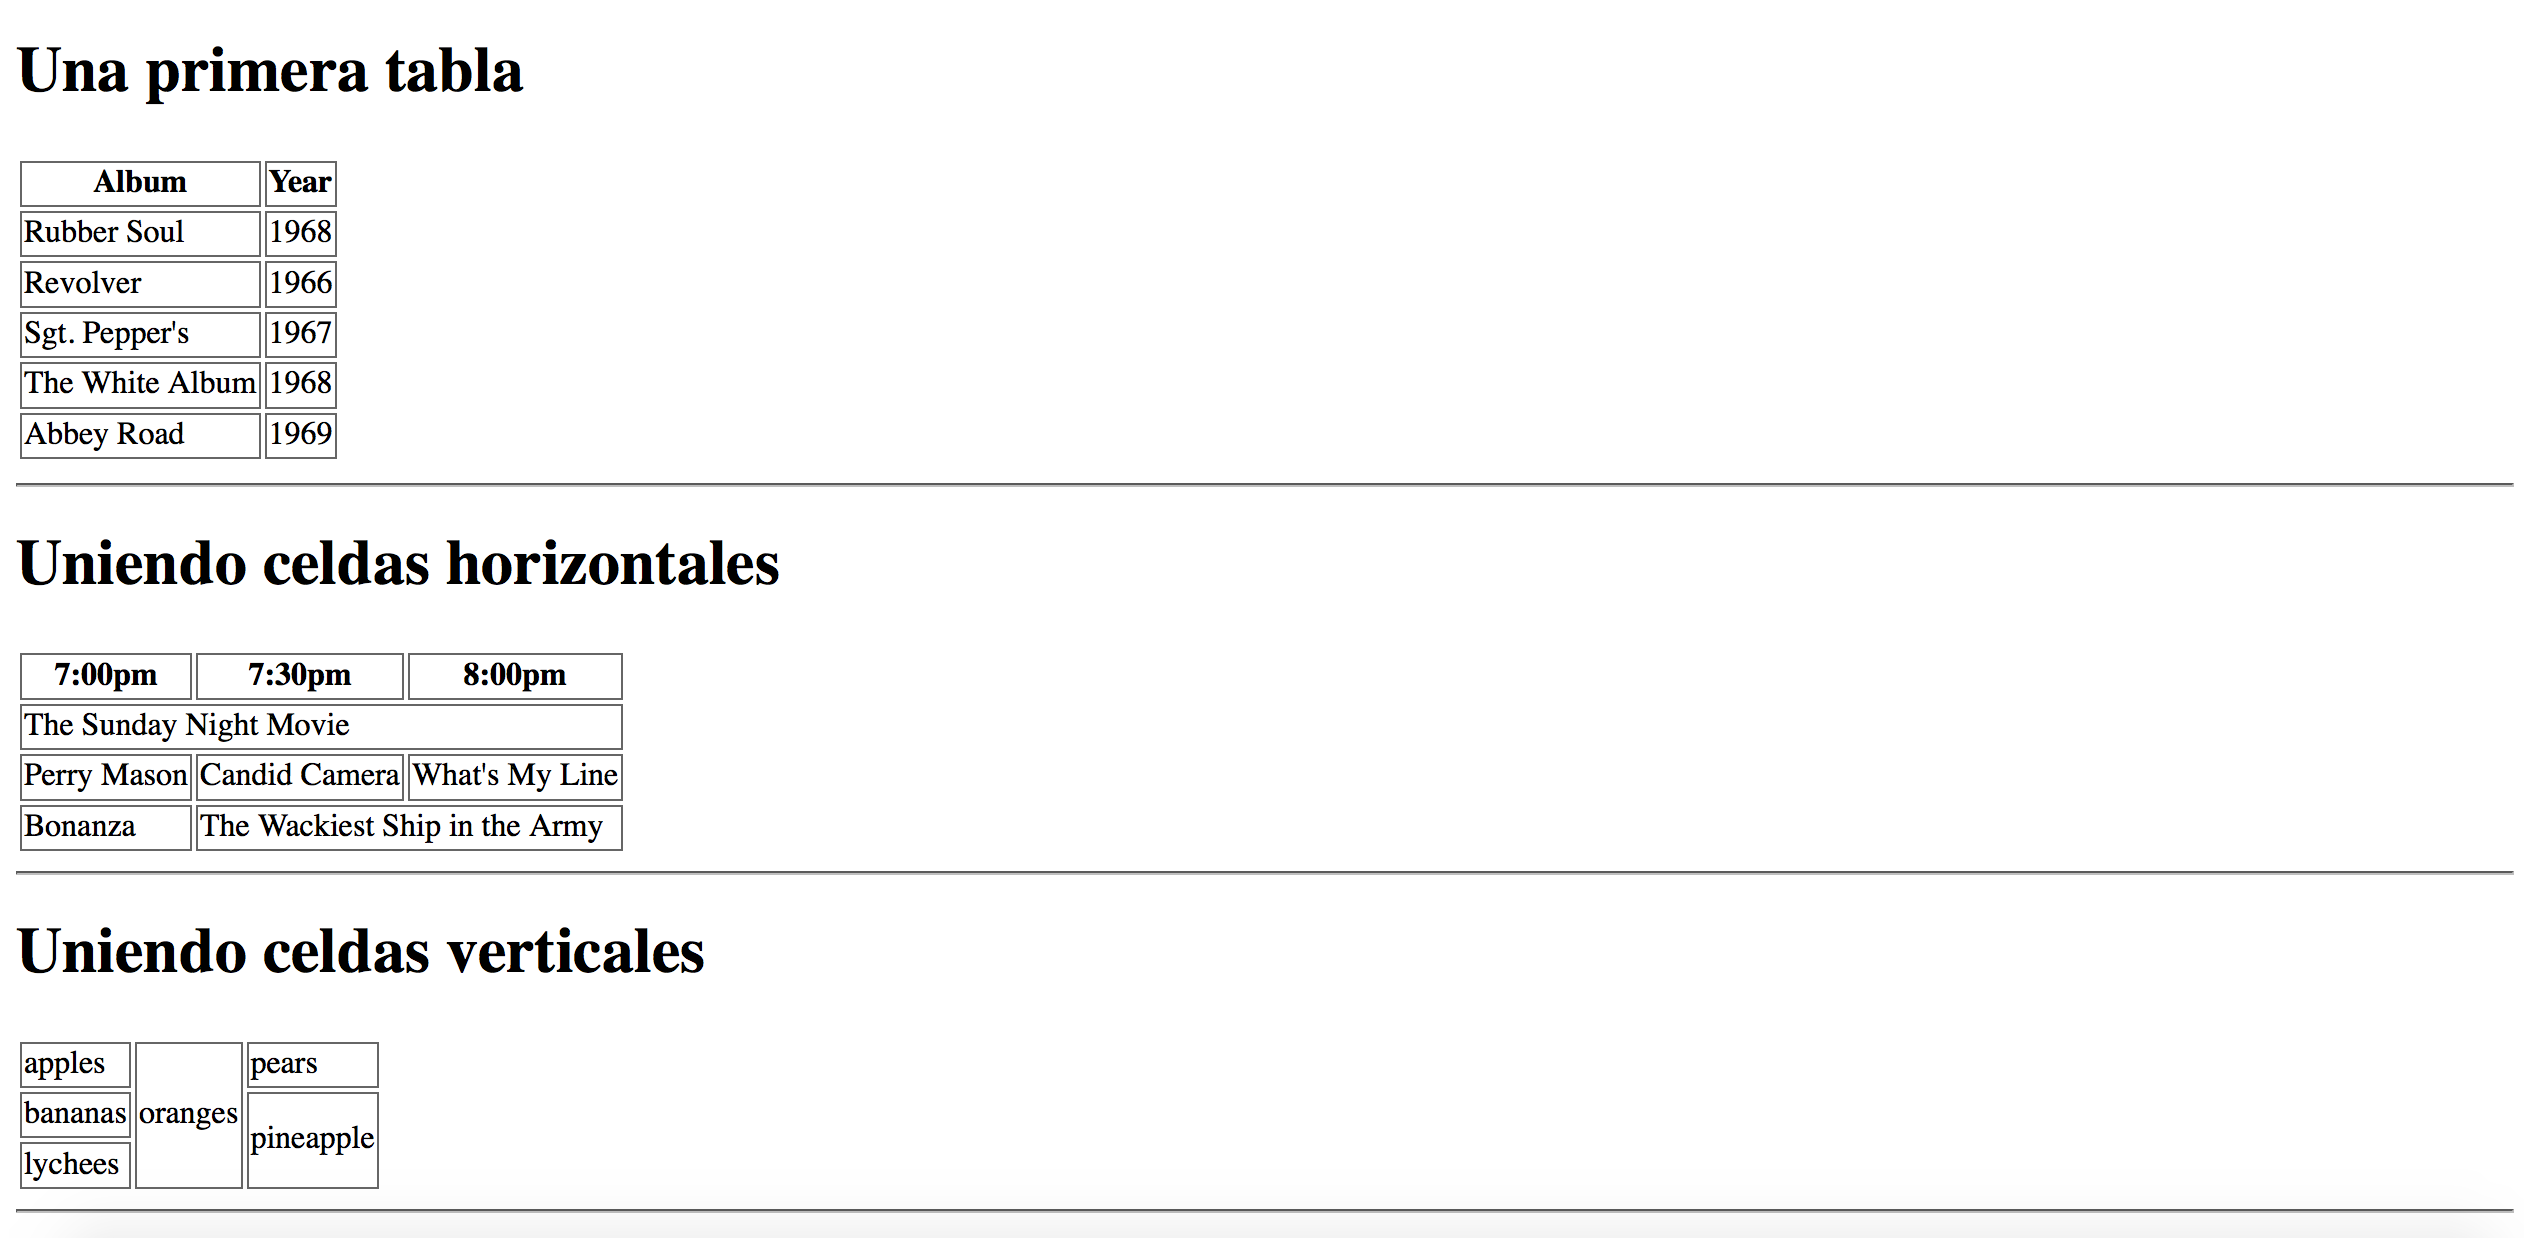 Una primera tabla
Album Year
Rubber Soul 1968
Revolver 1966
Sgt. Pepper's 1967
The White Album 1968
Abbey Road 1969
Uniendo celdas horizontales
7:00pm 7:30pm 8:00pm
The Sunday Night Movie
Perry Mason Candid Camera What's My Line
Bonanza The Wackiest Ship in the Army
Uniendo celdas verticales
apples pears
bananas oranges
pineapple
lychees